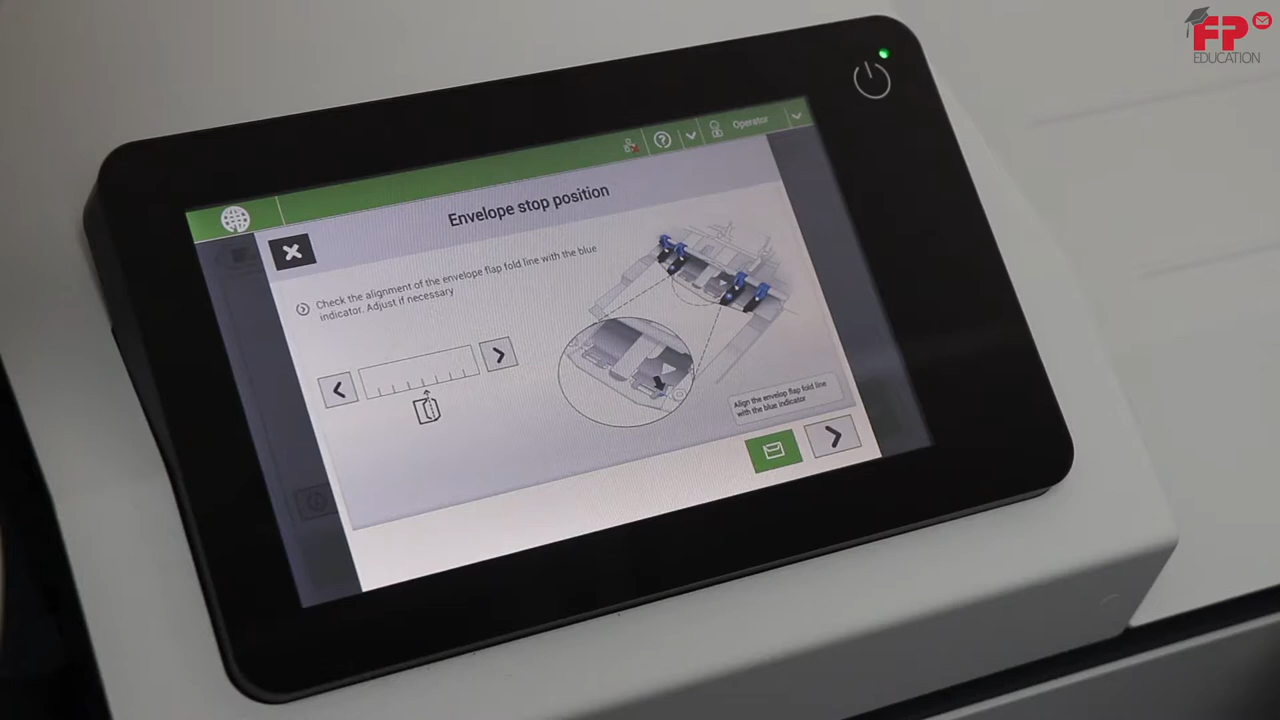 FP
EDUCATION
Operator
Envelope stop position
Check the alignment of the envelope flap fold line with the blue
indicator. Adjust if necessary
Align the envelop flap fold line
with the blue indicator